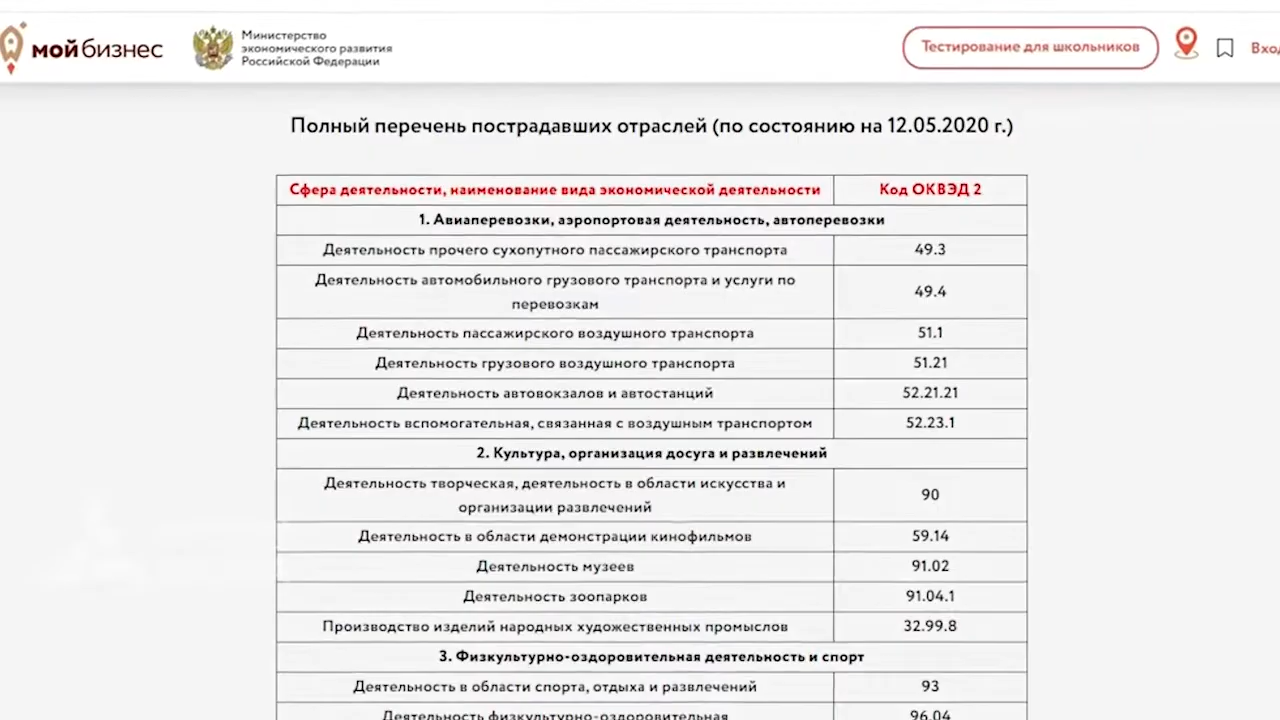 мойбизнес
Министерство
экономического развития
Российской Федерации
Тестирование для школьников
Полный перечень пострадавших отраслей (по состоянию на 12.05.2020 г.)
Сфера деятельности, наименование вида экономической деятельности Код ОКВЭД 2
1. Авиаперевозки, аэропортовая деятельность, автоперевозки
Деятельность прочего сухопутного пассажирского транспорта 49.3
Деятельность автомобильного грузового транспорта и услуги по
перевозкам 49.4
Деятельность пассажирского воздушного транспорта 51.1
Деятельность грузового воздушного транспорта 51.21
Деятельность автовокзалов и автостанций 52.21.21
Деятельность вспомогательная, связанная с воздушным транспортом 52.23.1
2. Культура, организация досуга и развлечений
Деятельность творческая, деятельность в области искусства и
организации развлечений 90
Деятельность в области демонстрации кинофильмов 59.14
Деятельность музеев 91.02
Деятельность зоопарков 91.04.1
Производство изделий народных художественных промыслов 32.99.8
3. Физкультурно-оздоровительная деятельность и спорт
Деятельность в области спорта, отдыха и развлечений 93
Деятельность физкультурно-оздоровительная 96.04